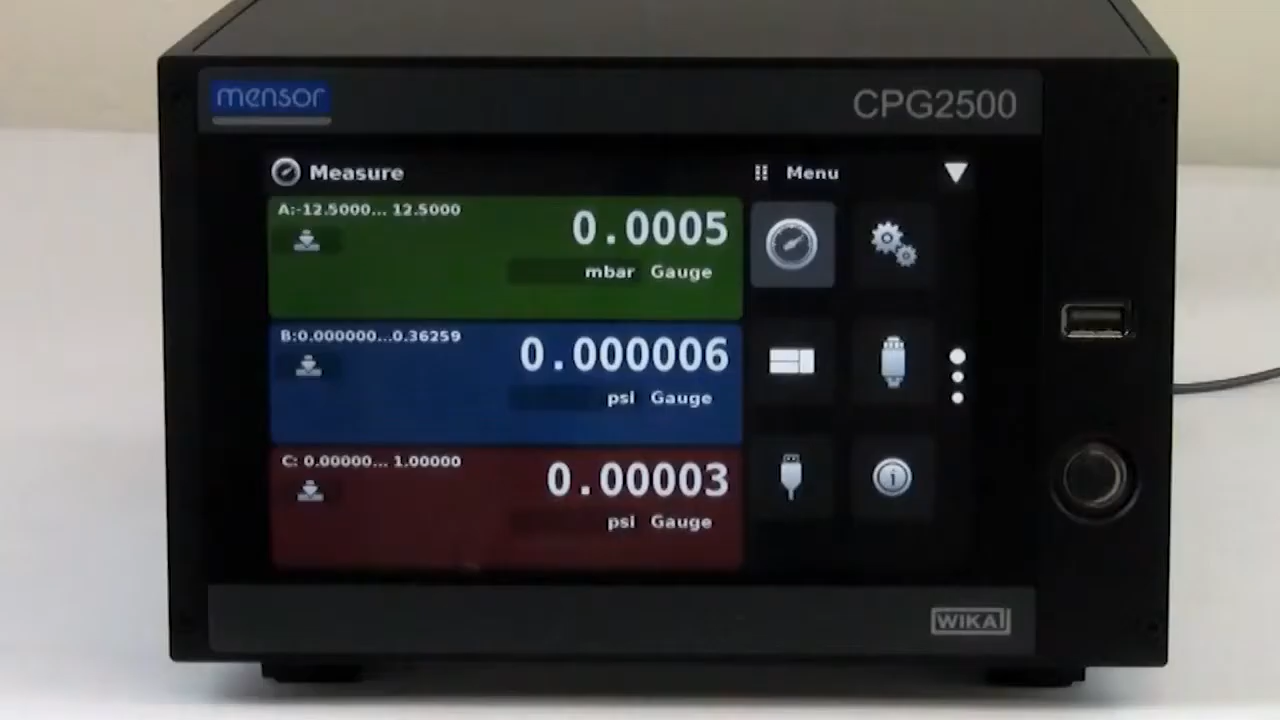 mensor
CPG2500
Measure
Menu
A:-12.5000... 12.5000
0.0005
mbar Gauge
B:0.000000...0.36259
0.000006
psi Gauge
C: 0.00000... 1.00000
0.00003
psi Gauge
WIKA